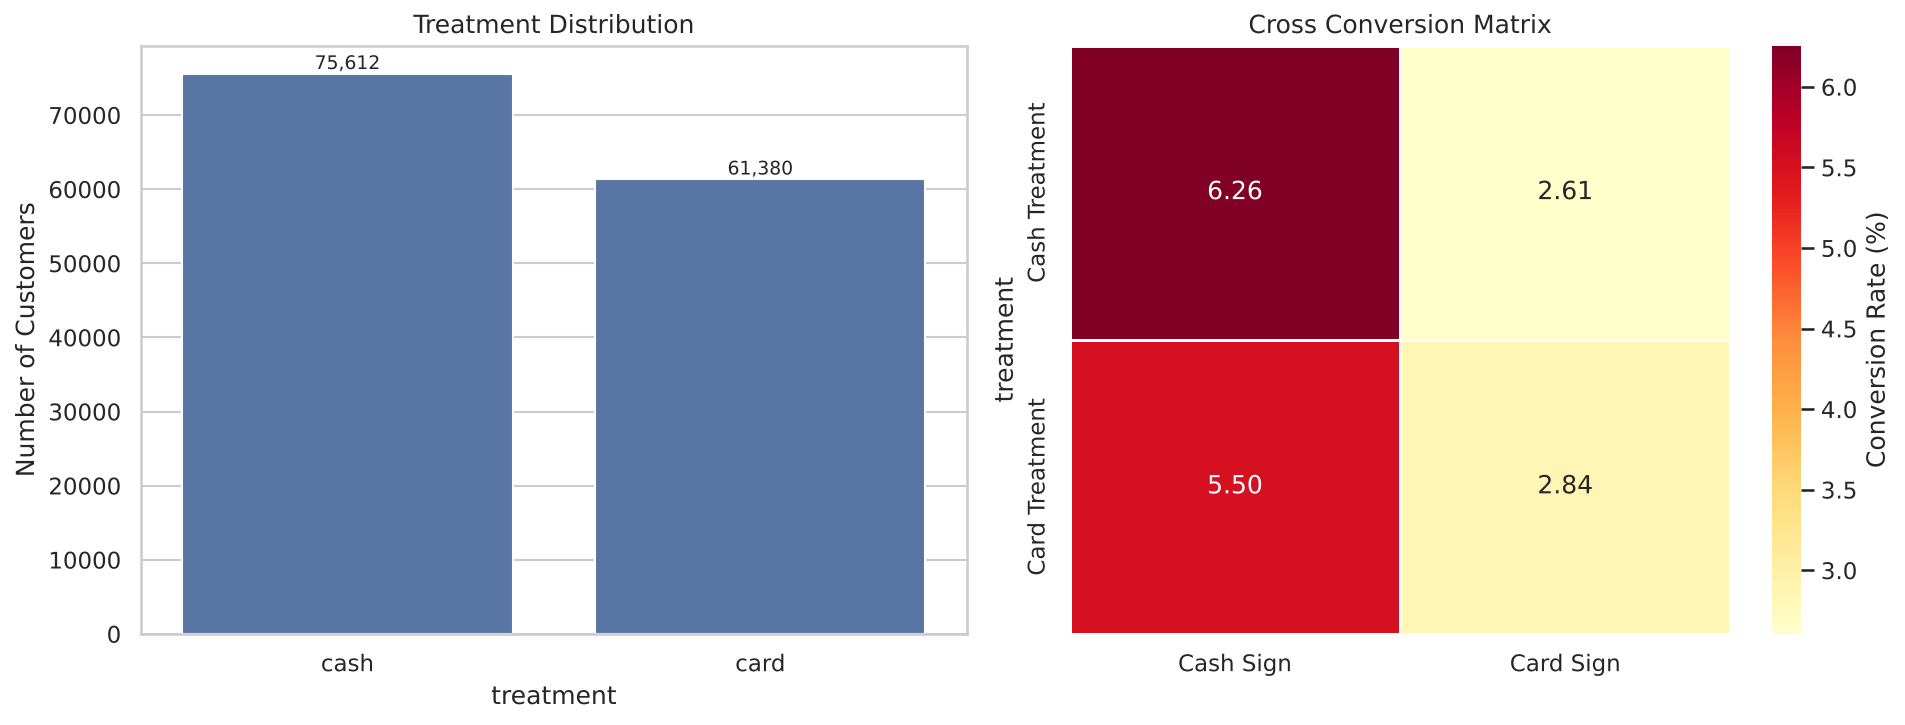 Treatment Distribution
75,612
61,380
70000
60000
50000
40000
30000
20000
10000
0
Number of Customers
cash
card
treatment
Cross Conversion Matrix
treatment
Cash Treatment
Card Treatment
6.26
2.61
5.50
2.84
Cash Sign
Card Sign
6.0
5.5
5.0
4.5
4.0
3.5
3.0
Conversion Rate (%)